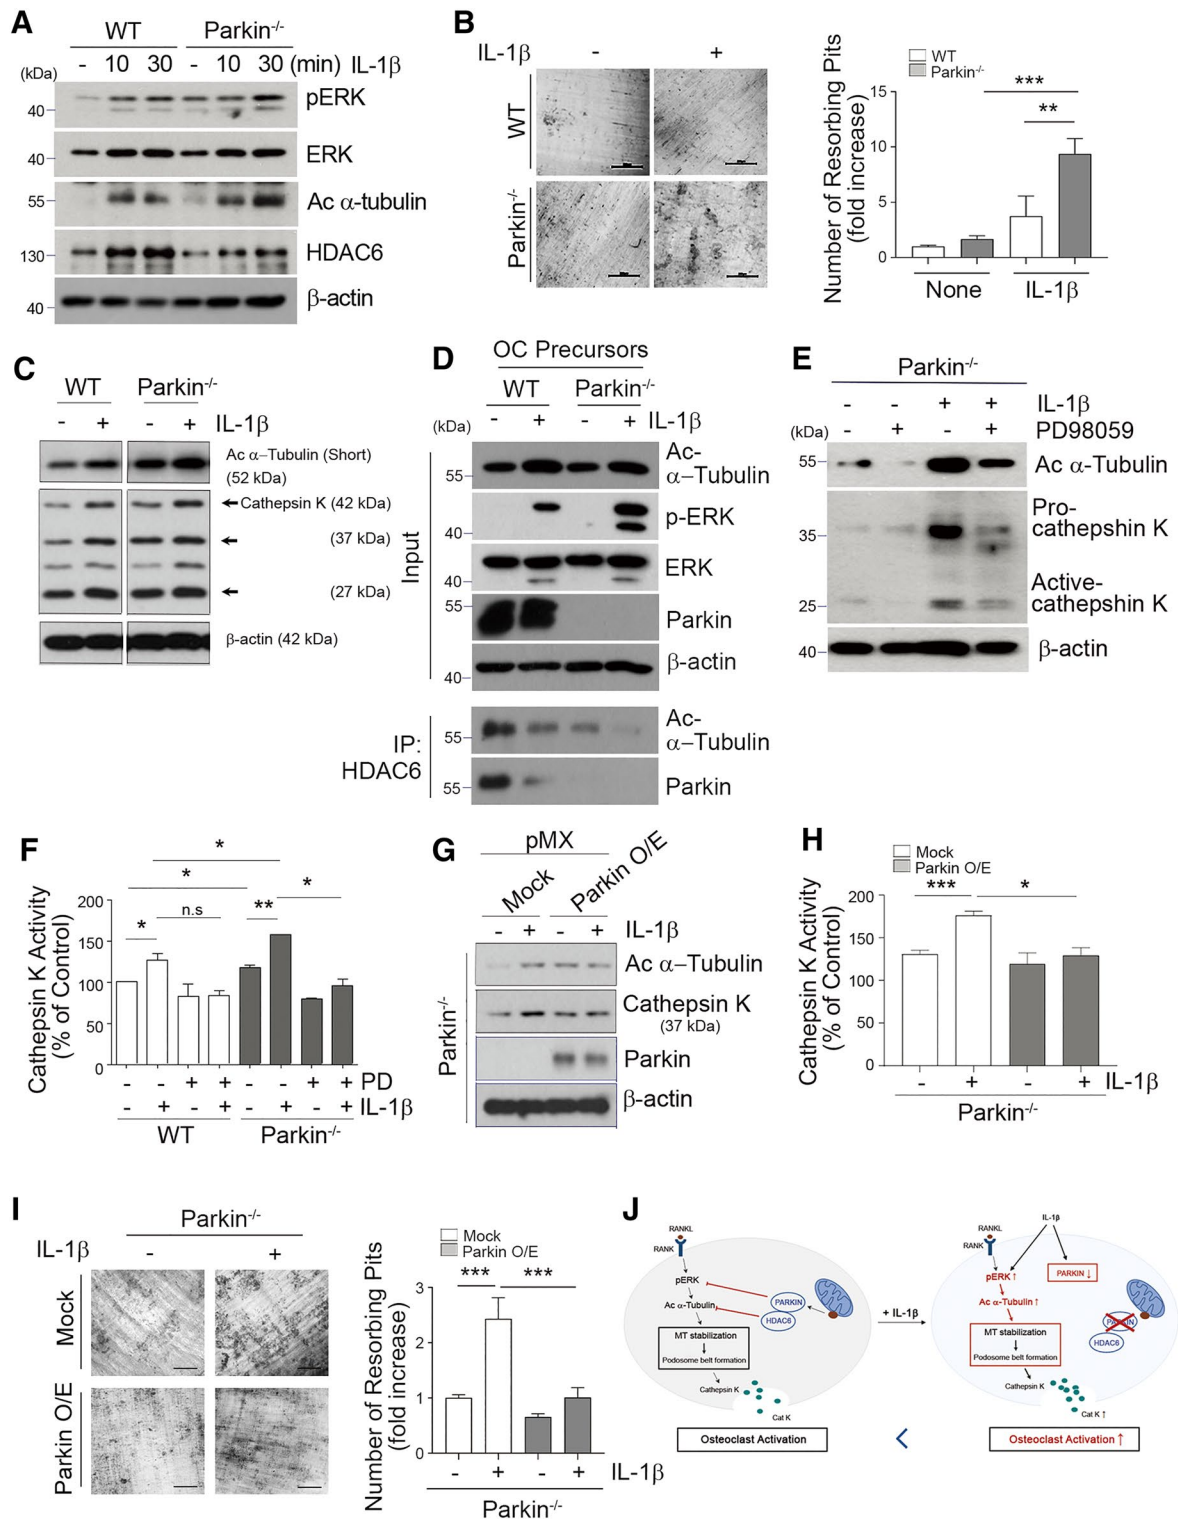 A
WT Parkin-/-
- 10 30 - 10 30 (min) IL-1β
(kDa)
40
pERK
40
ERK
55
Ac α-tubulin
130
HDAC6
40
β-actin
B
IL-1β - +
WT
Parkin-/-
Number of Resorbing Pits
(fold increase)
WT
Parkin-/-
15
10
5
0
***
**
None IL-1β
C
WT Parkin-/-
- + - + IL-1β
Ac α–Tubulin (Short)
(52 kDa)
Cathepsin K (42 kDa)
(37 kDa)
(27 kDa)
β-actin (42 kDa)
D
OC Precursors
WT Parkin-/-
- + - + IL-1β
(kDa)
Input
55
Ac-
α–Tubulin
40
p-ERK
40
ERK
55
Parkin
40
β-actin
IP:
HDAC6
55
Ac-
α–Tubulin
55
Parkin
E
Parkin-/-
- - + + IL-1β
(kDa) - + - + PD98059
55
Ac α-Tubulin
35
Pro-
cathepshin K
25
Active-
cathepshin K
40
β-actin
F
Cathepsin K Activity
(% of Control)
200
150
100
50
0
*
*
*
n.s
**
*
- - + + - - + + PD
- + - + - + - + IL-1β
WT Parkin-/-
G
pMX
Mock Parkin O/E
- + - + IL-1β
Parkin-/-
Ac α–Tubulin
Cathepsin K
(37 kDa)
Parkin
β-actin
H
Mock
Parkin O/E
Cathepsin K Activity
(% of Control)
200
150
100
50
0
***
*
- + - + IL-1β
Parkin-/-
I
Parkin-/-
IL-1β - +
Mock
Parkin O/E
Number of Resorbing Pits
(fold increase)
Mock
Parkin O/E
3
2
1
0
*** ***
- + - + IL-1β
Parkin-/-
J
RANKL
RANK
pERK
Ac α-Tubulin
PARKIN
HDAC6
MT stabilization
Podosome belt formation
Cathepsin K
Cat K
Osteoclast Activation
+ IL-1β
<
IL-1β
RANKL
RANK
pERK ↑
PARKIN ↓
Ac α-Tubulin ↑
PARKIN
HDAC6
MT stabilization
Podosome belt formation
Cathepsin K
Cat K ↑
Osteoclast Activation ↑